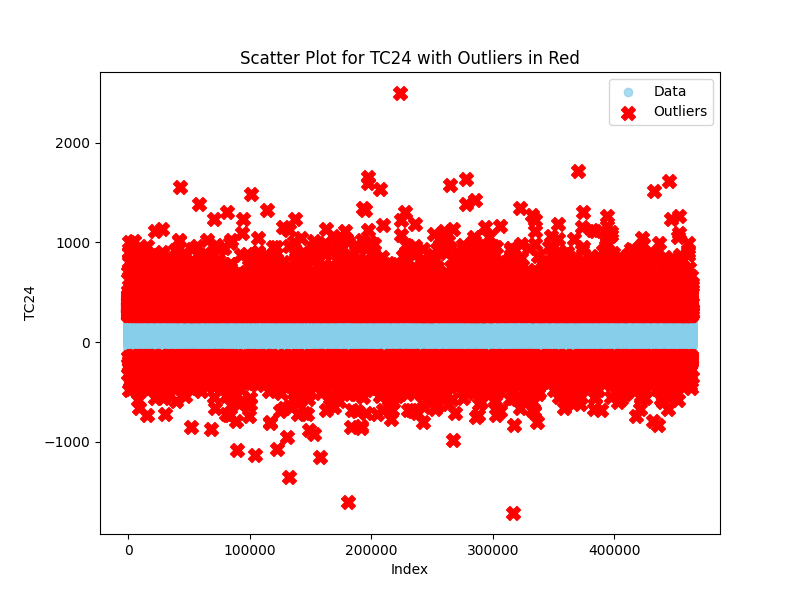 Scatter Plot for TC24 with Outliers in Red
Data
Outliers
TC24
2000
1000
0
−1000
0
100000
200000
300000
400000
Index